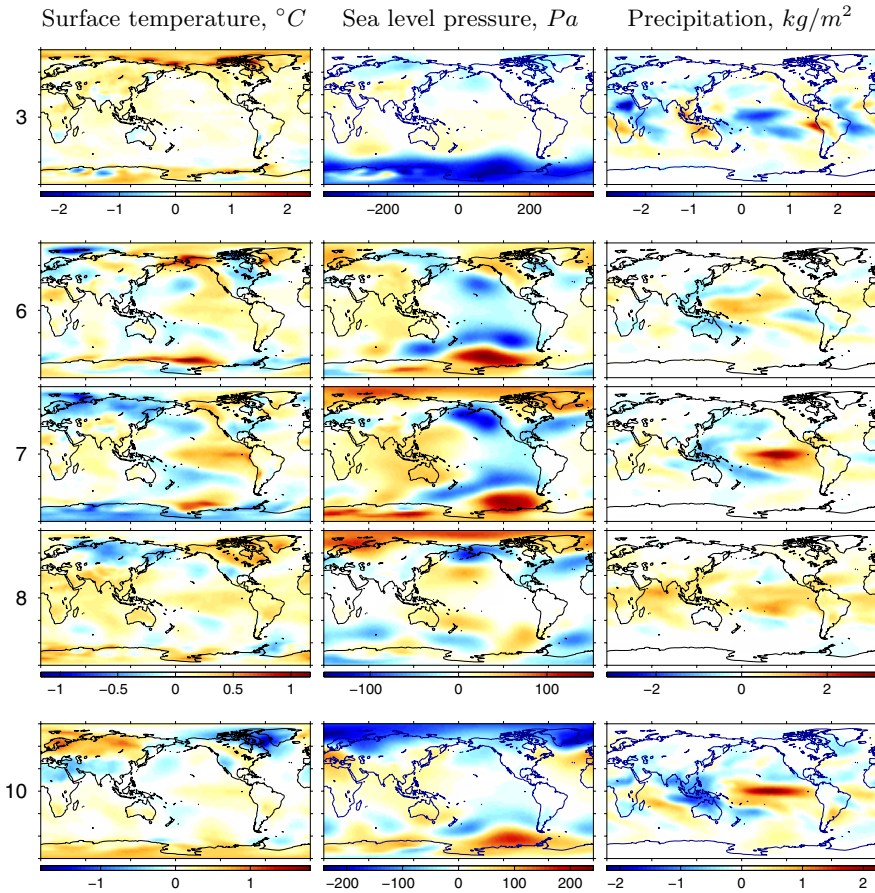 Surface temperature, °C Sea level pressure, Pa Precipitation, kg/m²
3
−2 −1 0 1 2 −200 0 200 −2 −1 0 1 2
6
7
8
−1 −0.5 0 0.5 1 −100 0 100 −2 0 2
10
−1 0 1 −200 −100 0 100 200 −2 −1 0 1 2